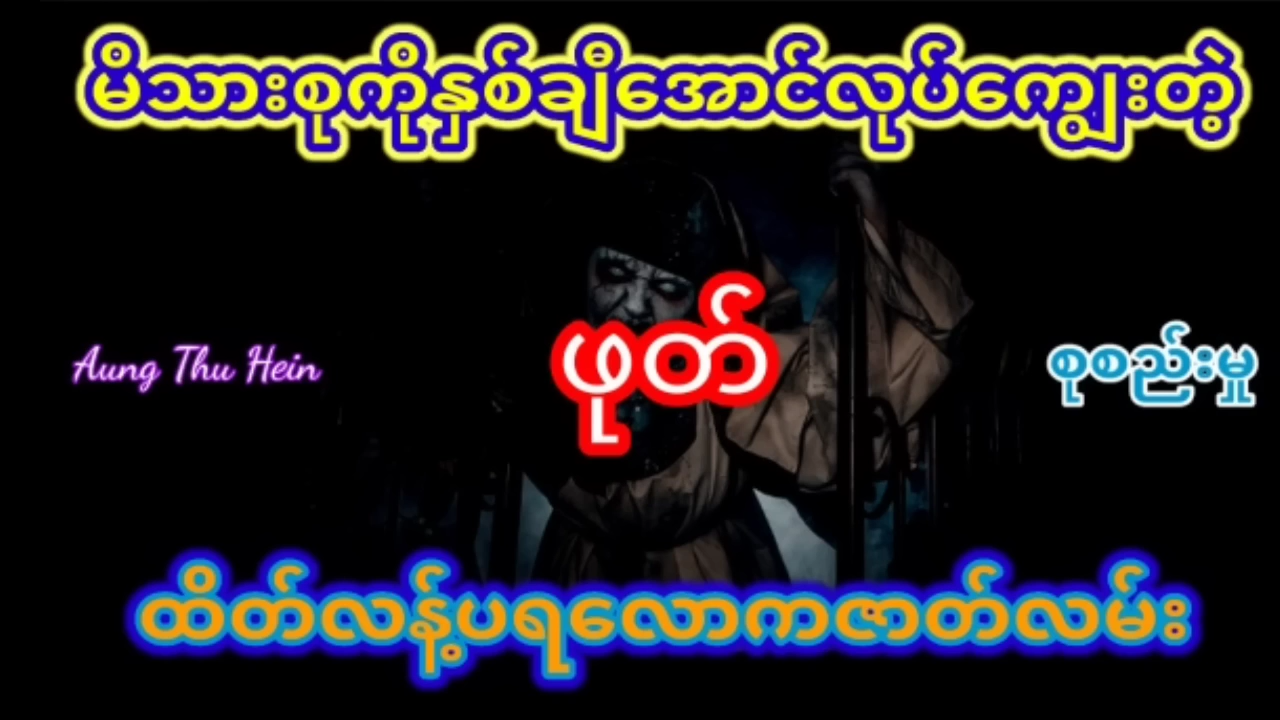 မိသားစုကိုနှစ်ချီအောင်လုပ်ကျွေးတဲ့
Aung Thu Hein
ဖုတ်
စုစည်းမှု
ထိတ်လန့်ပရလောကဇာတ်လမ်း